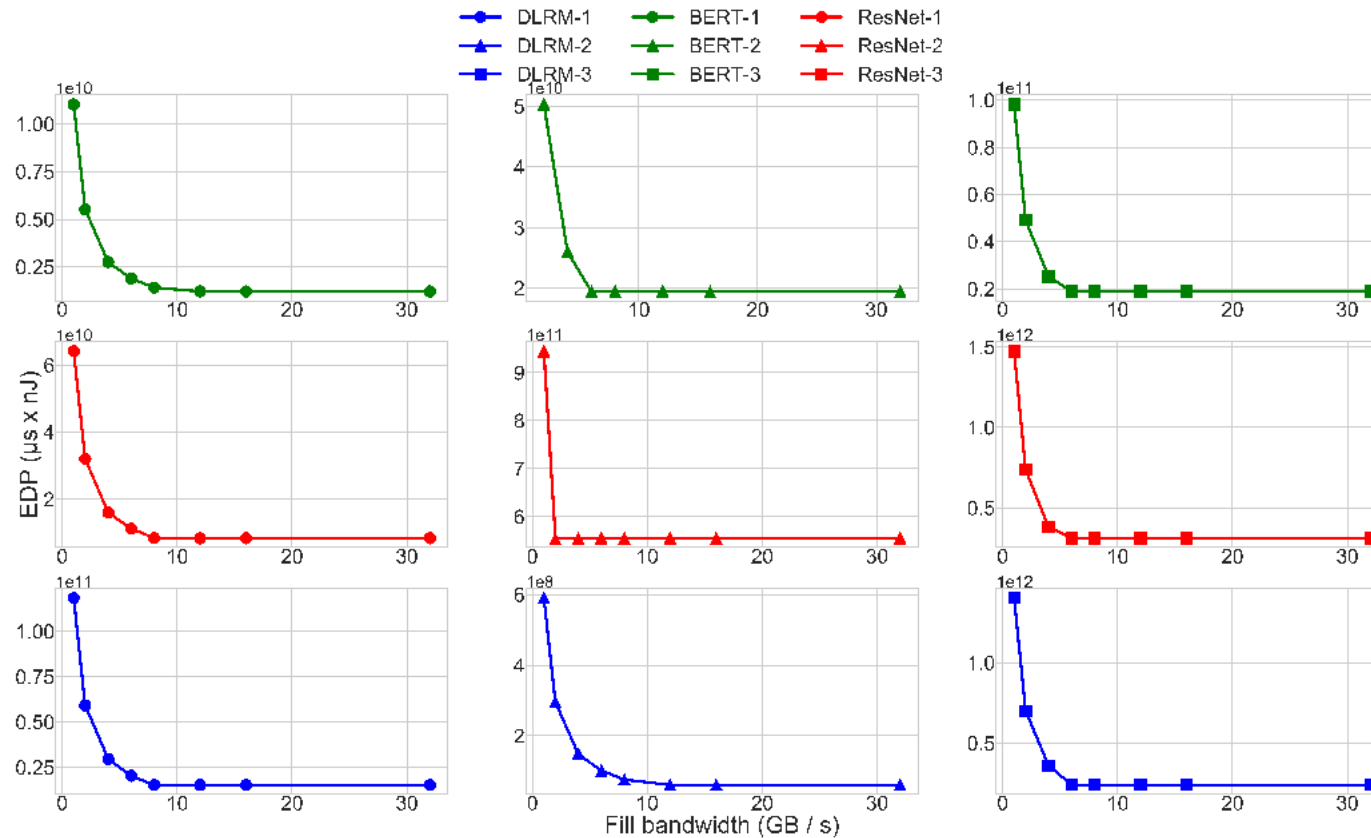 DLRM-1 BERT-1 ResNet-1
DLRM-2 BERT-2 ResNet-2
DLRM-3 BERT-3 ResNet-3
1e10
1.00
0.75
0.50
0.25
0 10 20 30
5e10
4
3
2
0 10 20 30
1e11
1.0
0.8
0.6
0.4
0.2
0 10 20 30
EDP (µs x nJ)
1e10
6
4
2
0 10 20 30
1e11
9
8
7
6
0 10 20 30
1e12
1.5
1.0
0.5
0 10 20 30
1e11
1.00
0.75
0.50
0.25
0 10 20 30
1e8
6
4
2
0 10 20 30
1e12
1.0
0.5
0 10 20 30
Fill bandwidth (GB / s)